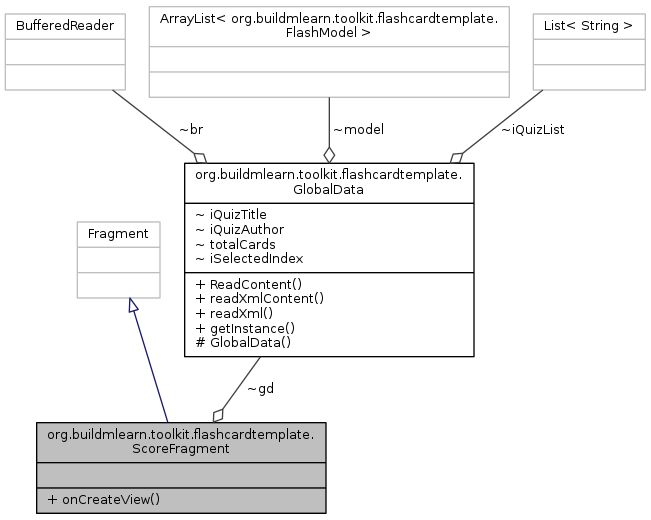 BufferedReader
ArrayList< org.buildmlearn.toolkit.flashcardtemplate.
FlashModel >
List< String >
~br
~model
~iQuizList
org.buildmlearn.toolkit.flashcardtemplate.
GlobalData
~ iQuizTitle
~ iQuizAuthor
~ totalCards
~ iSelectedIndex
+ ReadContent()
+ readXmlContent()
+ readXml()
+ getInstance()
# GlobalData()
Fragment
~gd
org.buildmlearn.toolkit.flashcardtemplate.
ScoreFragment
+ onCreateView()